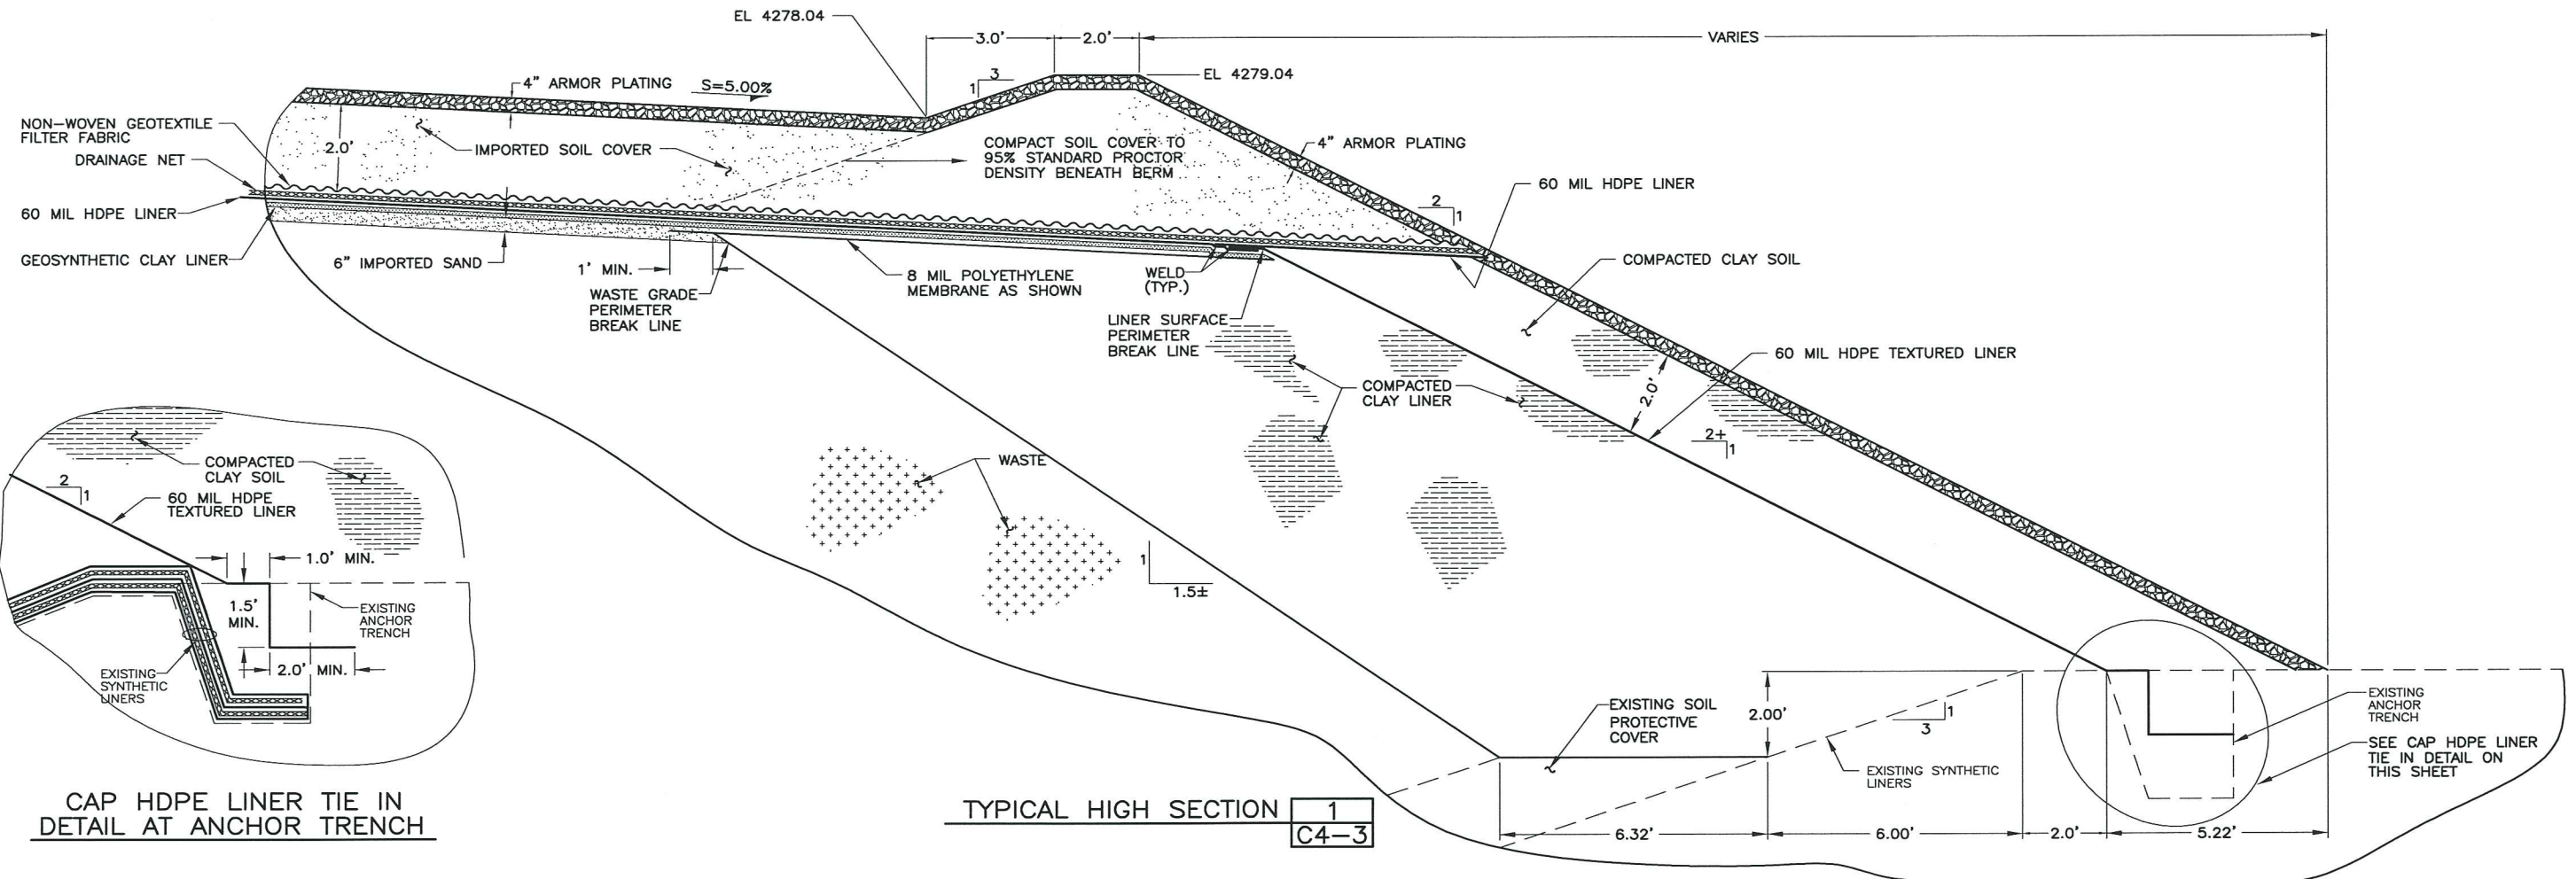 EL 4278.04
3.0'
2.0'
VARIES
4" ARMOR PLATING
S=5.00%
3
1
EL 4279.04
NON-WOVEN GEOTEXTILE
FILTER FABRIC
DRAINAGE NET
2.0'
IMPORTED SOIL COVER
COMPACT SOIL COVER TO
95% STANDARD PROCTOR
DENSITY BENEATH BERM
4" ARMOR PLATING
60 MIL HDPE LINER
60 MIL HDPE LINER
2
1
GEOSYNTHETIC CLAY LINER
6" IMPORTED SAND
1' MIN.
WASTE GRADE
PERIMETER
BREAK LINE
8 MIL POLYETHYLENE
MEMBRANE AS SHOWN
WELD
(TYP.)
COMPACTED CLAY SOIL
LINER SURFACE
PERIMETER
BREAK LINE
60 MIL HDPE TEXTURED LINER
COMPACTED
CLAY LINER
2.0'
2+
1
WASTE
1
1.5±
COMPACTED
CLAY SOIL
2
1
60 MIL HDPE
TEXTURED LINER
1.0' MIN.
1.5'
MIN.
EXISTING
ANCHOR
TRENCH
2.0' MIN.
EXISTING
SYNTHETIC
LINERS
CAP HDPE LINER TIE IN
DETAIL AT ANCHOR TRENCH
EXISTING SOIL
PROTECTIVE
COVER
2.00'
1
3
EXISTING SYNTHETIC
LINERS
EXISTING
ANCHOR
TRENCH
SEE CAP HDPE LINER
TIE IN DETAIL ON
THIS SHEET
6.32'
6.00'
2.0'
5.22'
TYPICAL HIGH SECTION
1
C4-3